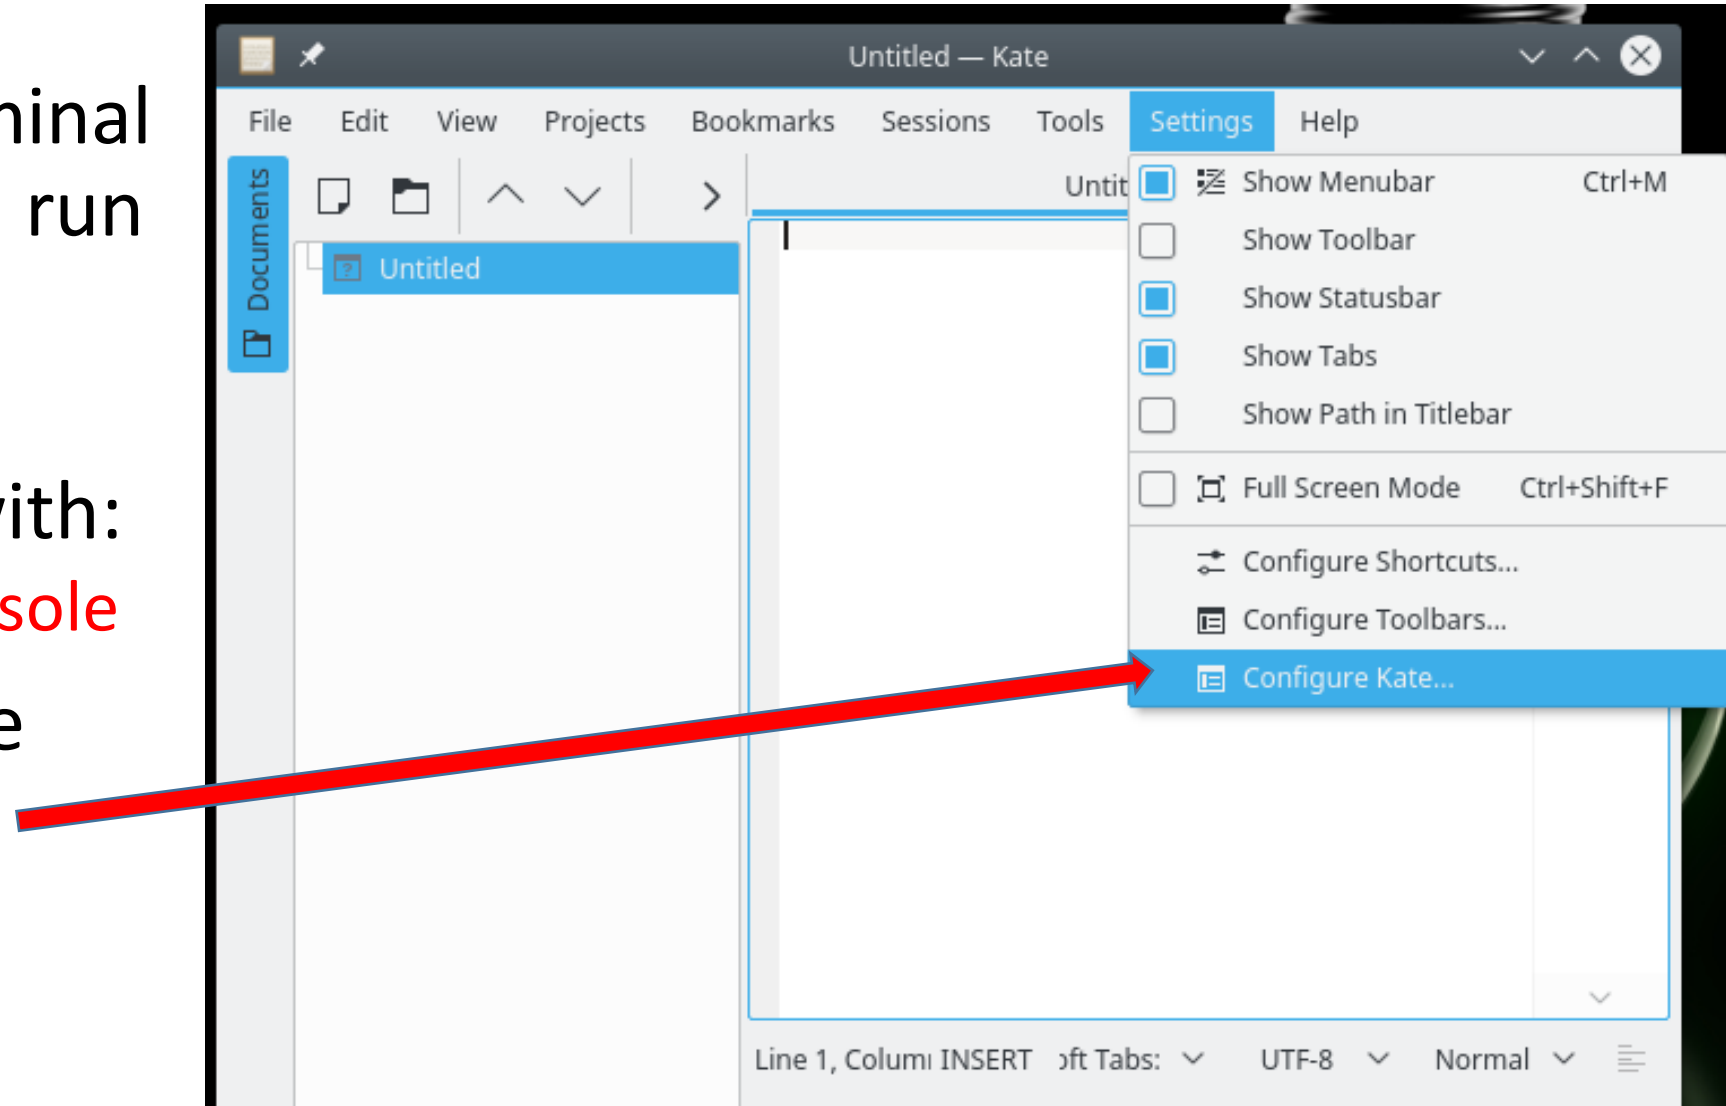 minal
run
with:
sole
e
Untitled — Kate
File Edit View Projects Bookmarks Sessions Tools Settings Help
Documents
Untitled
Untit
Show Menubar Ctrl+M
Show Toolbar
Show Statusbar
Show Tabs
Show Path in Titlebar
Full Screen Mode Ctrl+Shift+F
Configure Shortcuts...
Configure Toolbars...
Configure Kate...
Line 1, Colum INSERT oft Tabs: UTF-8 Normal